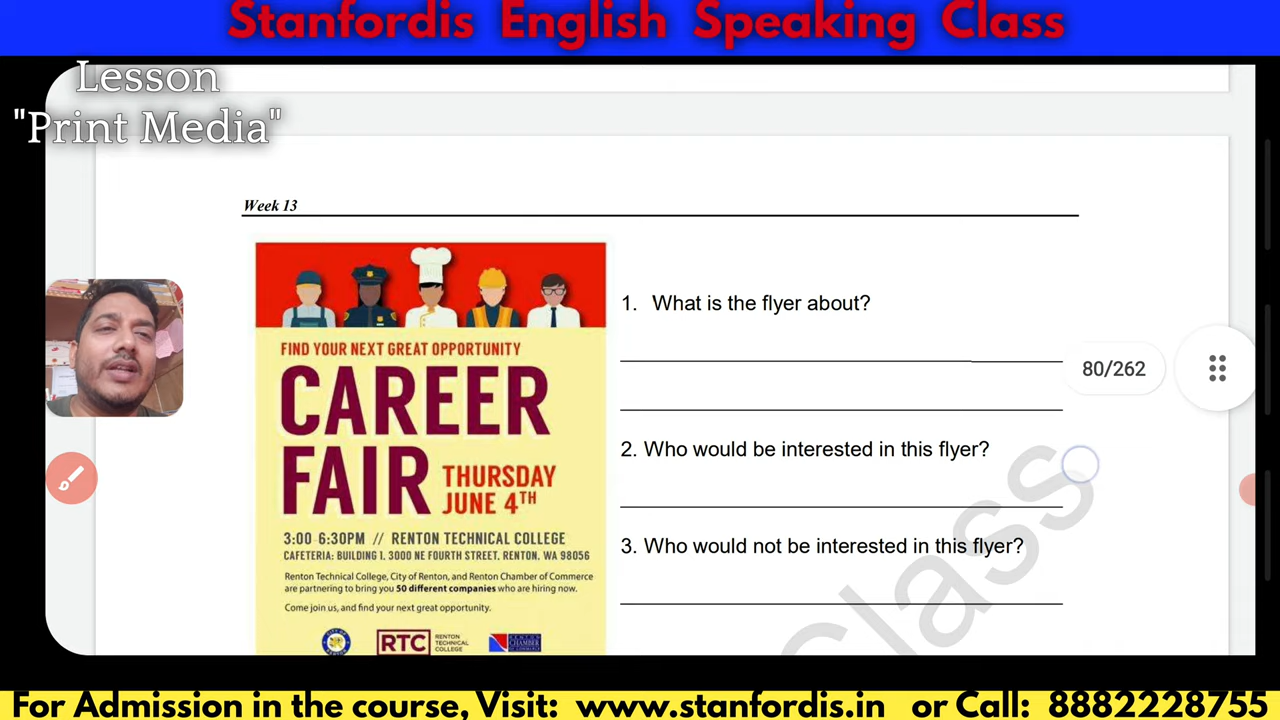 Stanfordis English Speaking Class
Lesson
"Print Media"
Week 13
FIND YOUR NEXT GREAT OPPORTUNITY
CAREER
FAIR
THURSDAY
JUNE 4TH
3:00-6:30PM // RENTON TECHNICAL COLLEGE
CAFETERIA: BUILDING I, 3000 NE FOURTH STREET, RENTON, WA 98056
Renton Technical College, City of Renton, and Renton Chamber of Commerce
are partnering to bring you 50 different companies who are hiring now.
Come join us, and find your next great opportunity.
RTC
RENTON
TECHNICAL
COLLEGE
1. What is the flyer about?
2. Who would be interested in this flyer?
3. Who would not be interested in this flyer?
80/262
Class
For Admission in the course, Visit: www.stanfordis.in or Call: 8882228755